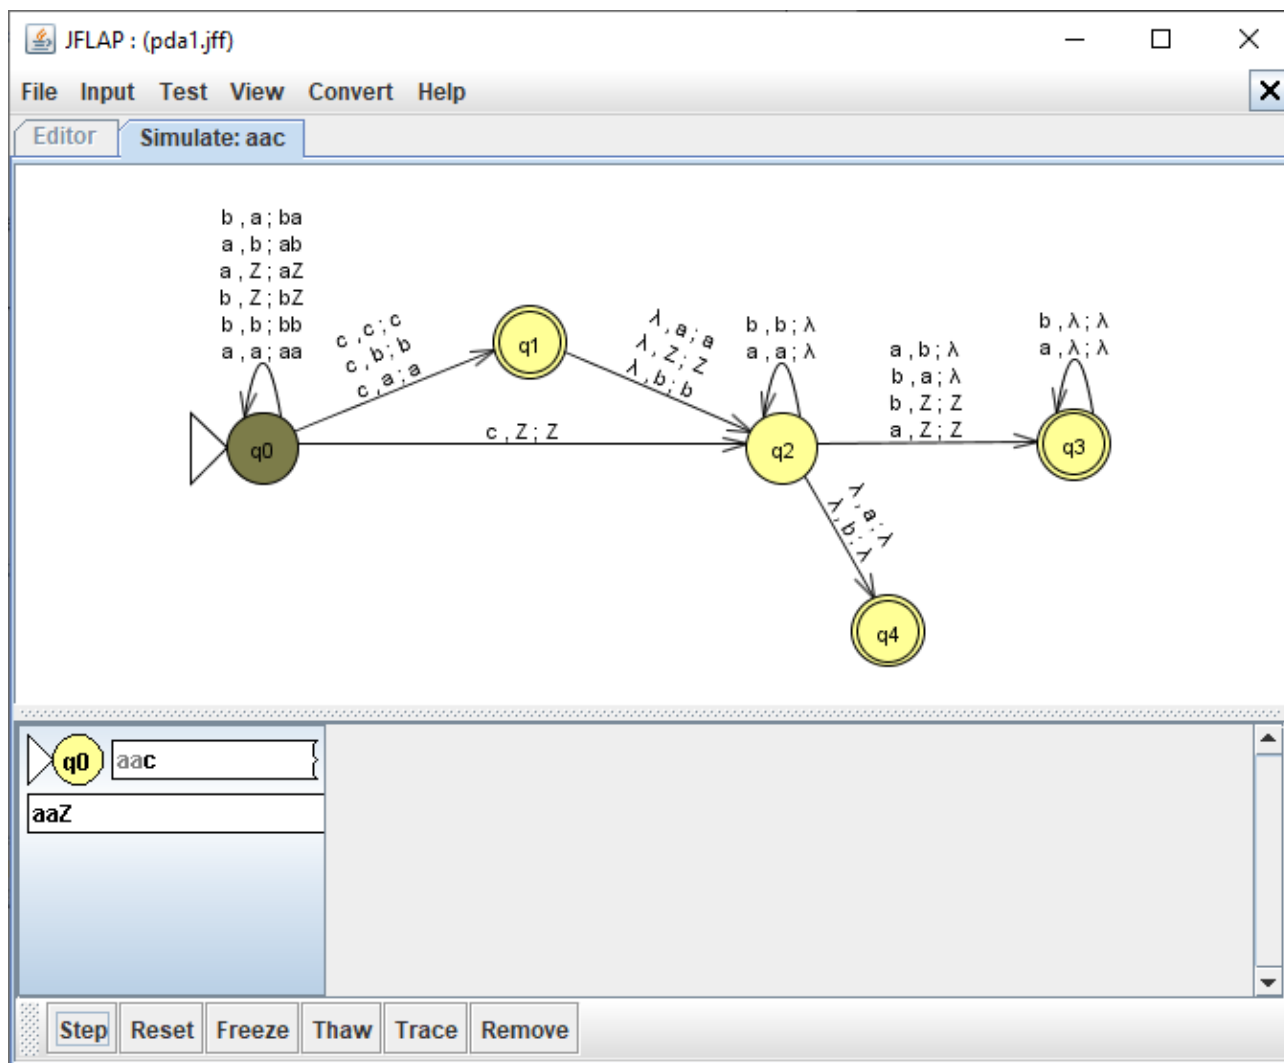 JFLAP : (pda1.jff)
File Input Test View Convert Help
Editor Simulate: aac
b , a ; ba
a , b ; ab
a , Z ; aZ
b , Z ; bZ
b , b ; bb
a , a ; aa
c , c ; c
c , b ; b
c , a ; a
λ , a ; a
λ , Z ; Z
λ , b ; b
b , b ; λ
a , a ; λ
a , b ; λ
b , a ; λ
b , Z ; Z
a , Z ; Z
b , λ ; λ
a , λ ; λ
q0
q1
c , Z ; Z
q2
q3
λ , a ; λ
λ , b ; λ
q4
q0 aac
aaZ
Step Reset Freeze Thaw Trace Remove